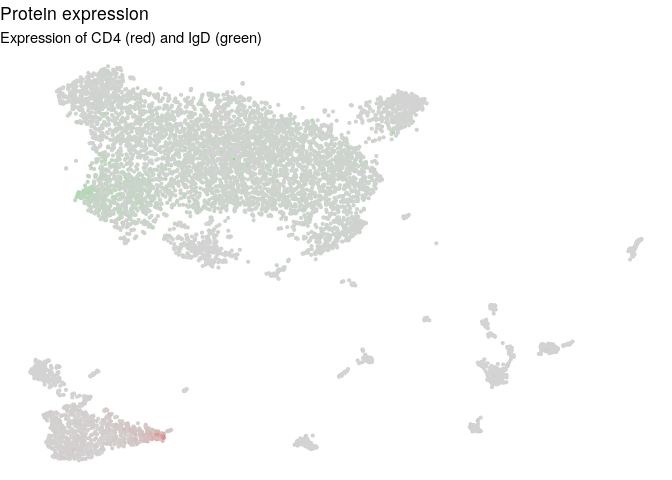 Protein expression
Expression of CD4 (red) and IgD (green)